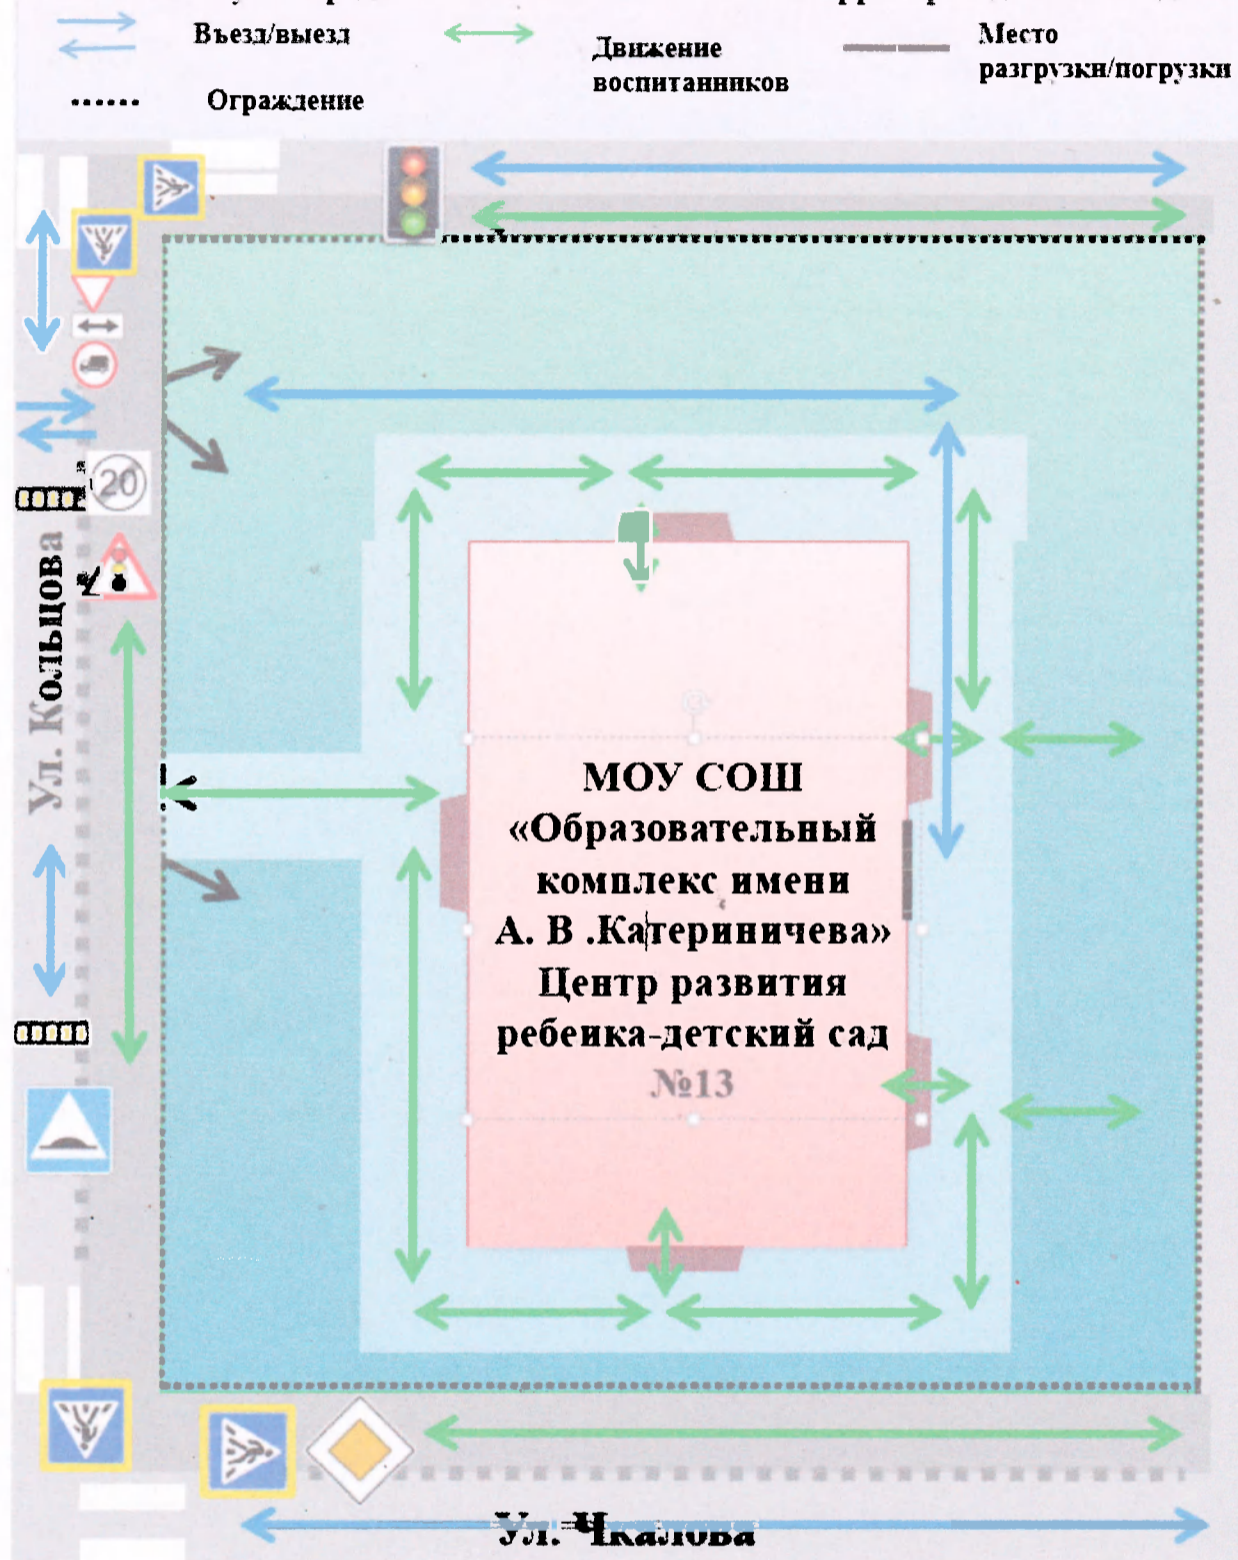 Въезд/выезд
Движение
воспитанников
Место
разгрузки/погрузки
Ограждение
20
Ул. Кольцова
МОУ СОШ
«Образовательный
комплекс имени
А. В .Катериничева»
Центр развития
ребенка-детский сад
№13
Ул. Чкалова